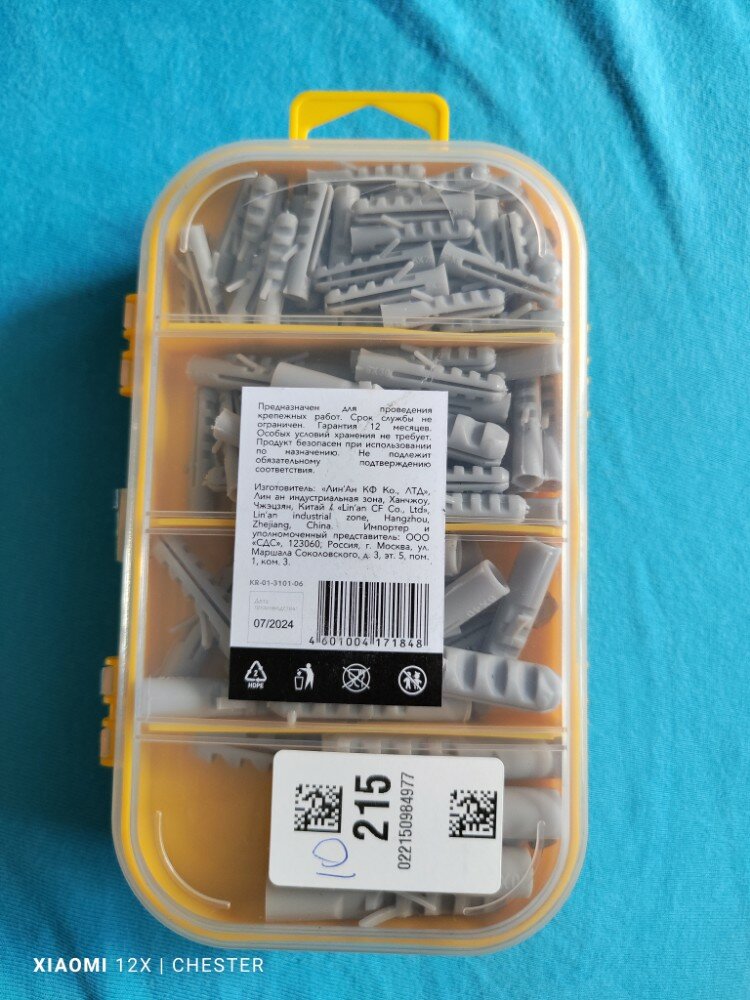 Предназначен для проведения
крепежных работ. Срок службы не
ограничен. Гарантия 12 месяцев.
Особых условий хранения не требует.
Продукт безопасен при использовании
по назначению. Не подлежит
обязательному подтверждению
соответствия.
Изготовитель: «Лин'Ан КФ Ко., ЛТД»,
Лин ан индустриальная зона, Ханчжоу,
Чжэцзян, Китай / «Lin'an CF Co., Ltd»,
Lin'an industrial zone, Hangzhou,
Zhejiang, China. Импортер и
уполномоченный представитель: ООО
«СДС», 123060, Россия, г. Москва, ул.
Маршала Соколовского, д. 3, эт. 5, пом.
1, ком. 3.
KR-01-3101-06
Дата
производства:
07/2024
4 601004 171848
2
HDPE
10
215
022150984977
XIAOMI 12X | CHESTER